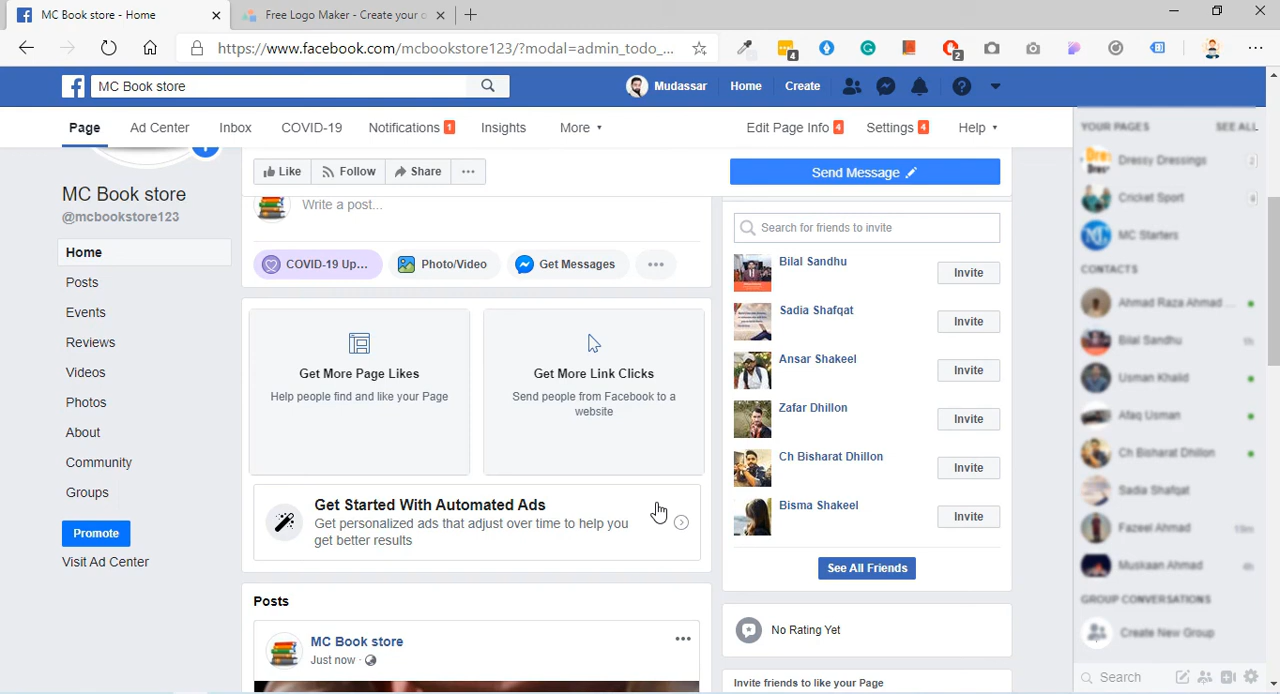 MC Book store - Home
Free Logo Maker - Create your o
https://www.facebook.com/mcbookstore123/?modal=admin_todo_...
4
2
MC Book store
Mudassar
Home
Create
Page
Ad Center
Inbox
COVID-19
Notifications 1
Insights
More
Edit Page Info 4
Settings 4
Help
MC Book store
@mcbookstore123
Home
Posts
Events
Reviews
Videos
Photos
About
Community
Groups
Promote
Visit Ad Center
Like
Follow
Share
Send Message
Write a post...
COVID-19 Up...
Photo/Video
Get Messages
Get More Page Likes
Help people find and like your Page
Get More Link Clicks
Send people from Facebook to a
website
Get Started With Automated Ads
Get personalized ads that adjust over time to help you
get better results
Posts
MC Book store
Just now
Search for friends to invite
Bilal Sandhu
Invite
Sadia Shafqat
Invite
Ansar Shakeel
Invite
Zafar Dhillon
Invite
Ch Bisharat Dhillon
Invite
Bisma Shakeel
Invite
See All Friends
No Rating Yet
Invite friends to like your Page
YOUR PAGES
SEE ALL
Dressy Dressings
Cricket Sport
MC Starters
CONTACTS
Ahmad Raza Ahmad ...
Bilal Sandhu
Usman Khalid
Afaq Usman
Ch Bisharat Dhillon
Sadia Shafqat
Fazeel Ahmad
Muskaan Ahmad
GROUP CONVERSATIONS
Create New Group
Search